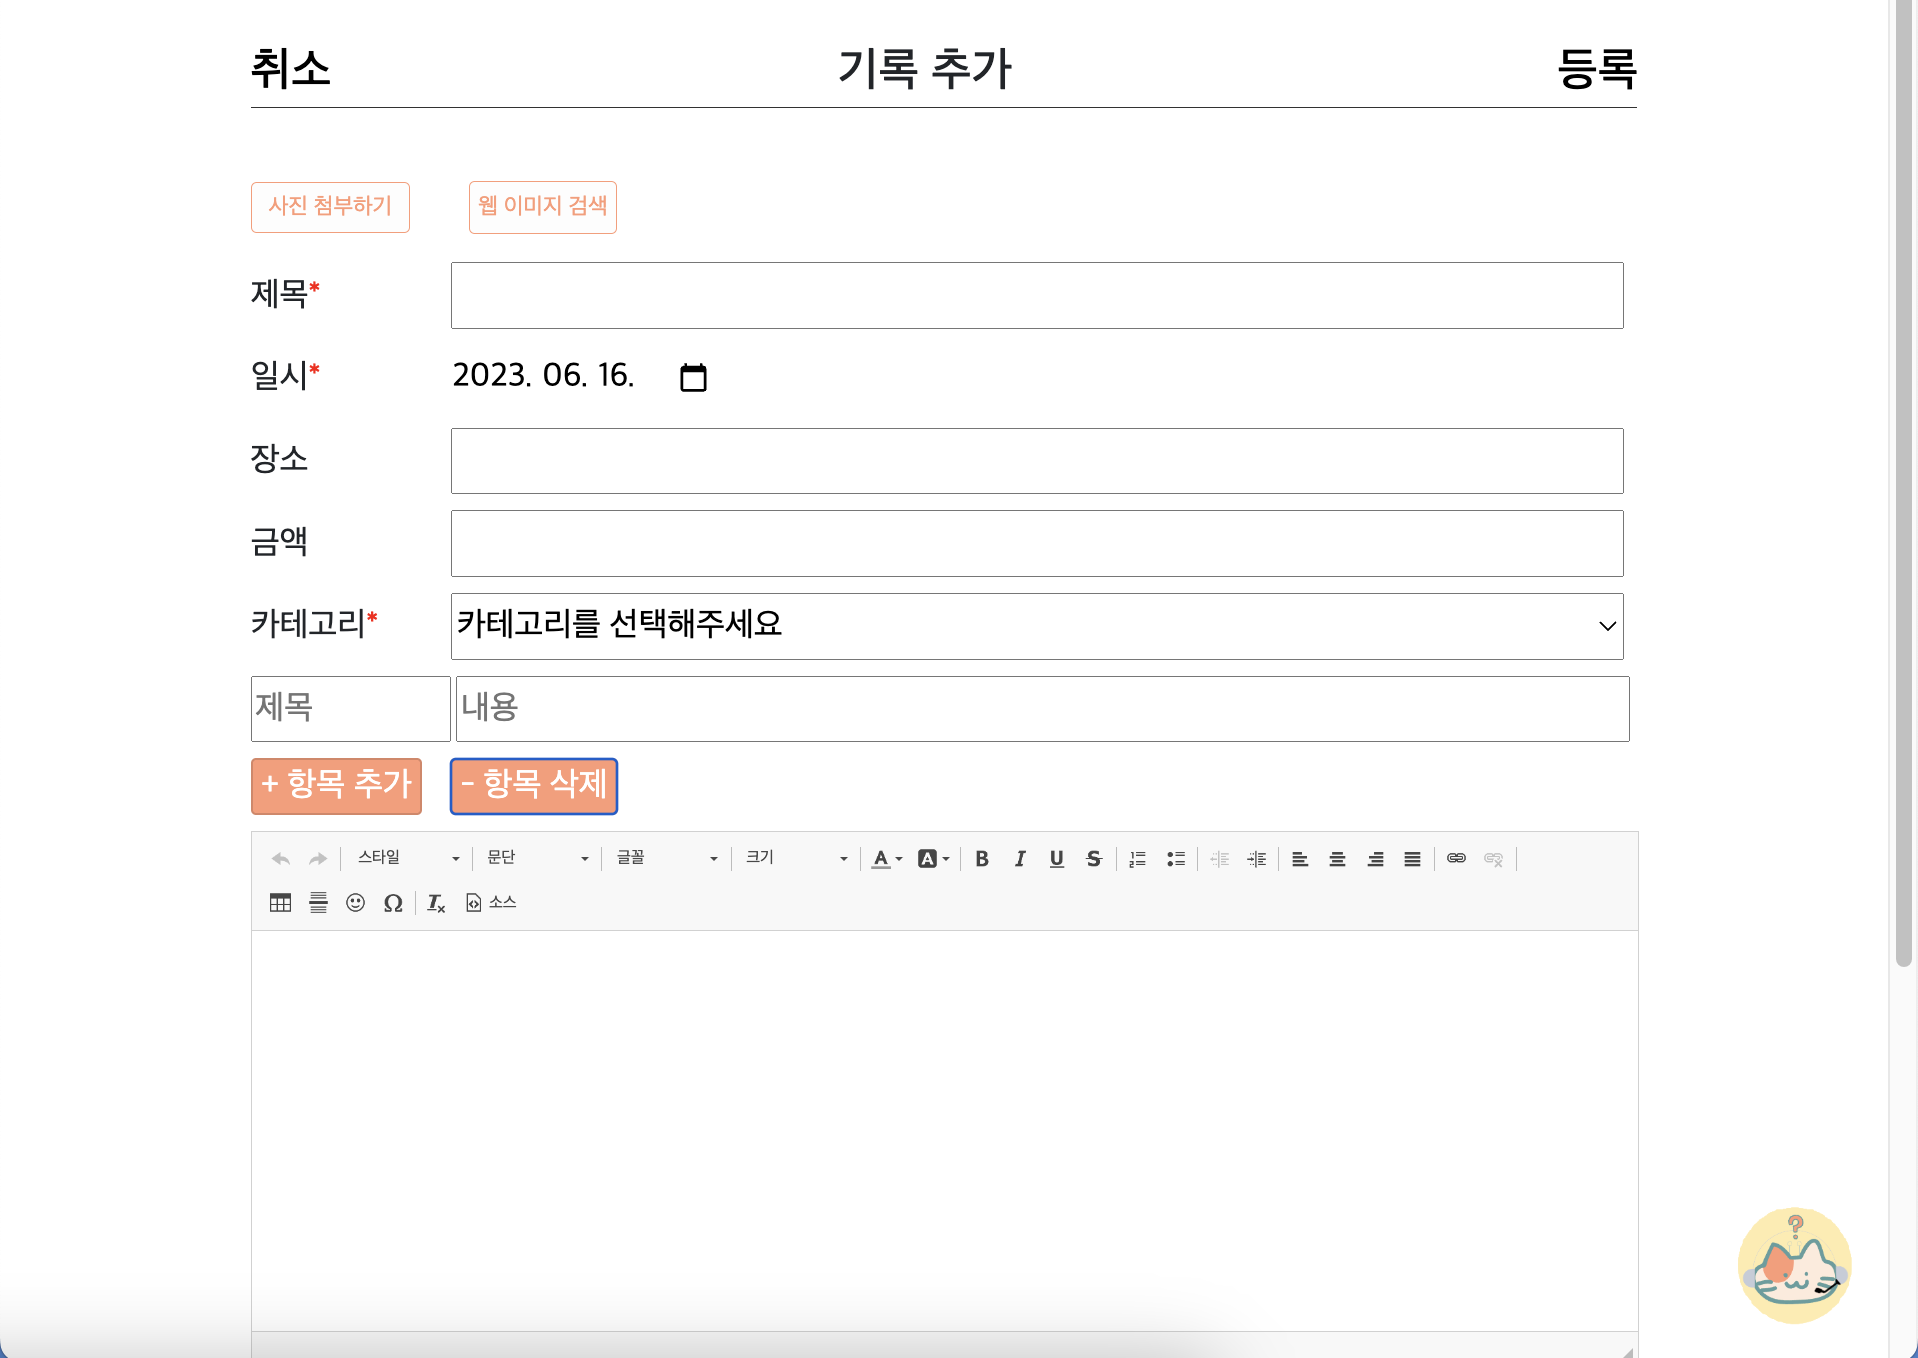 취소 기록 추가 등록
사진 첨부하기 웹 이미지 검색
제목*
일시* 2023. 06. 16.
장소
금액
카테고리* 카테고리를 선택해주세요
제목 내용
+ 항목 추가 - 항목 삭제
스타일 문단 글꼴 크기 A A B I U S
Ω Tx 소스
?